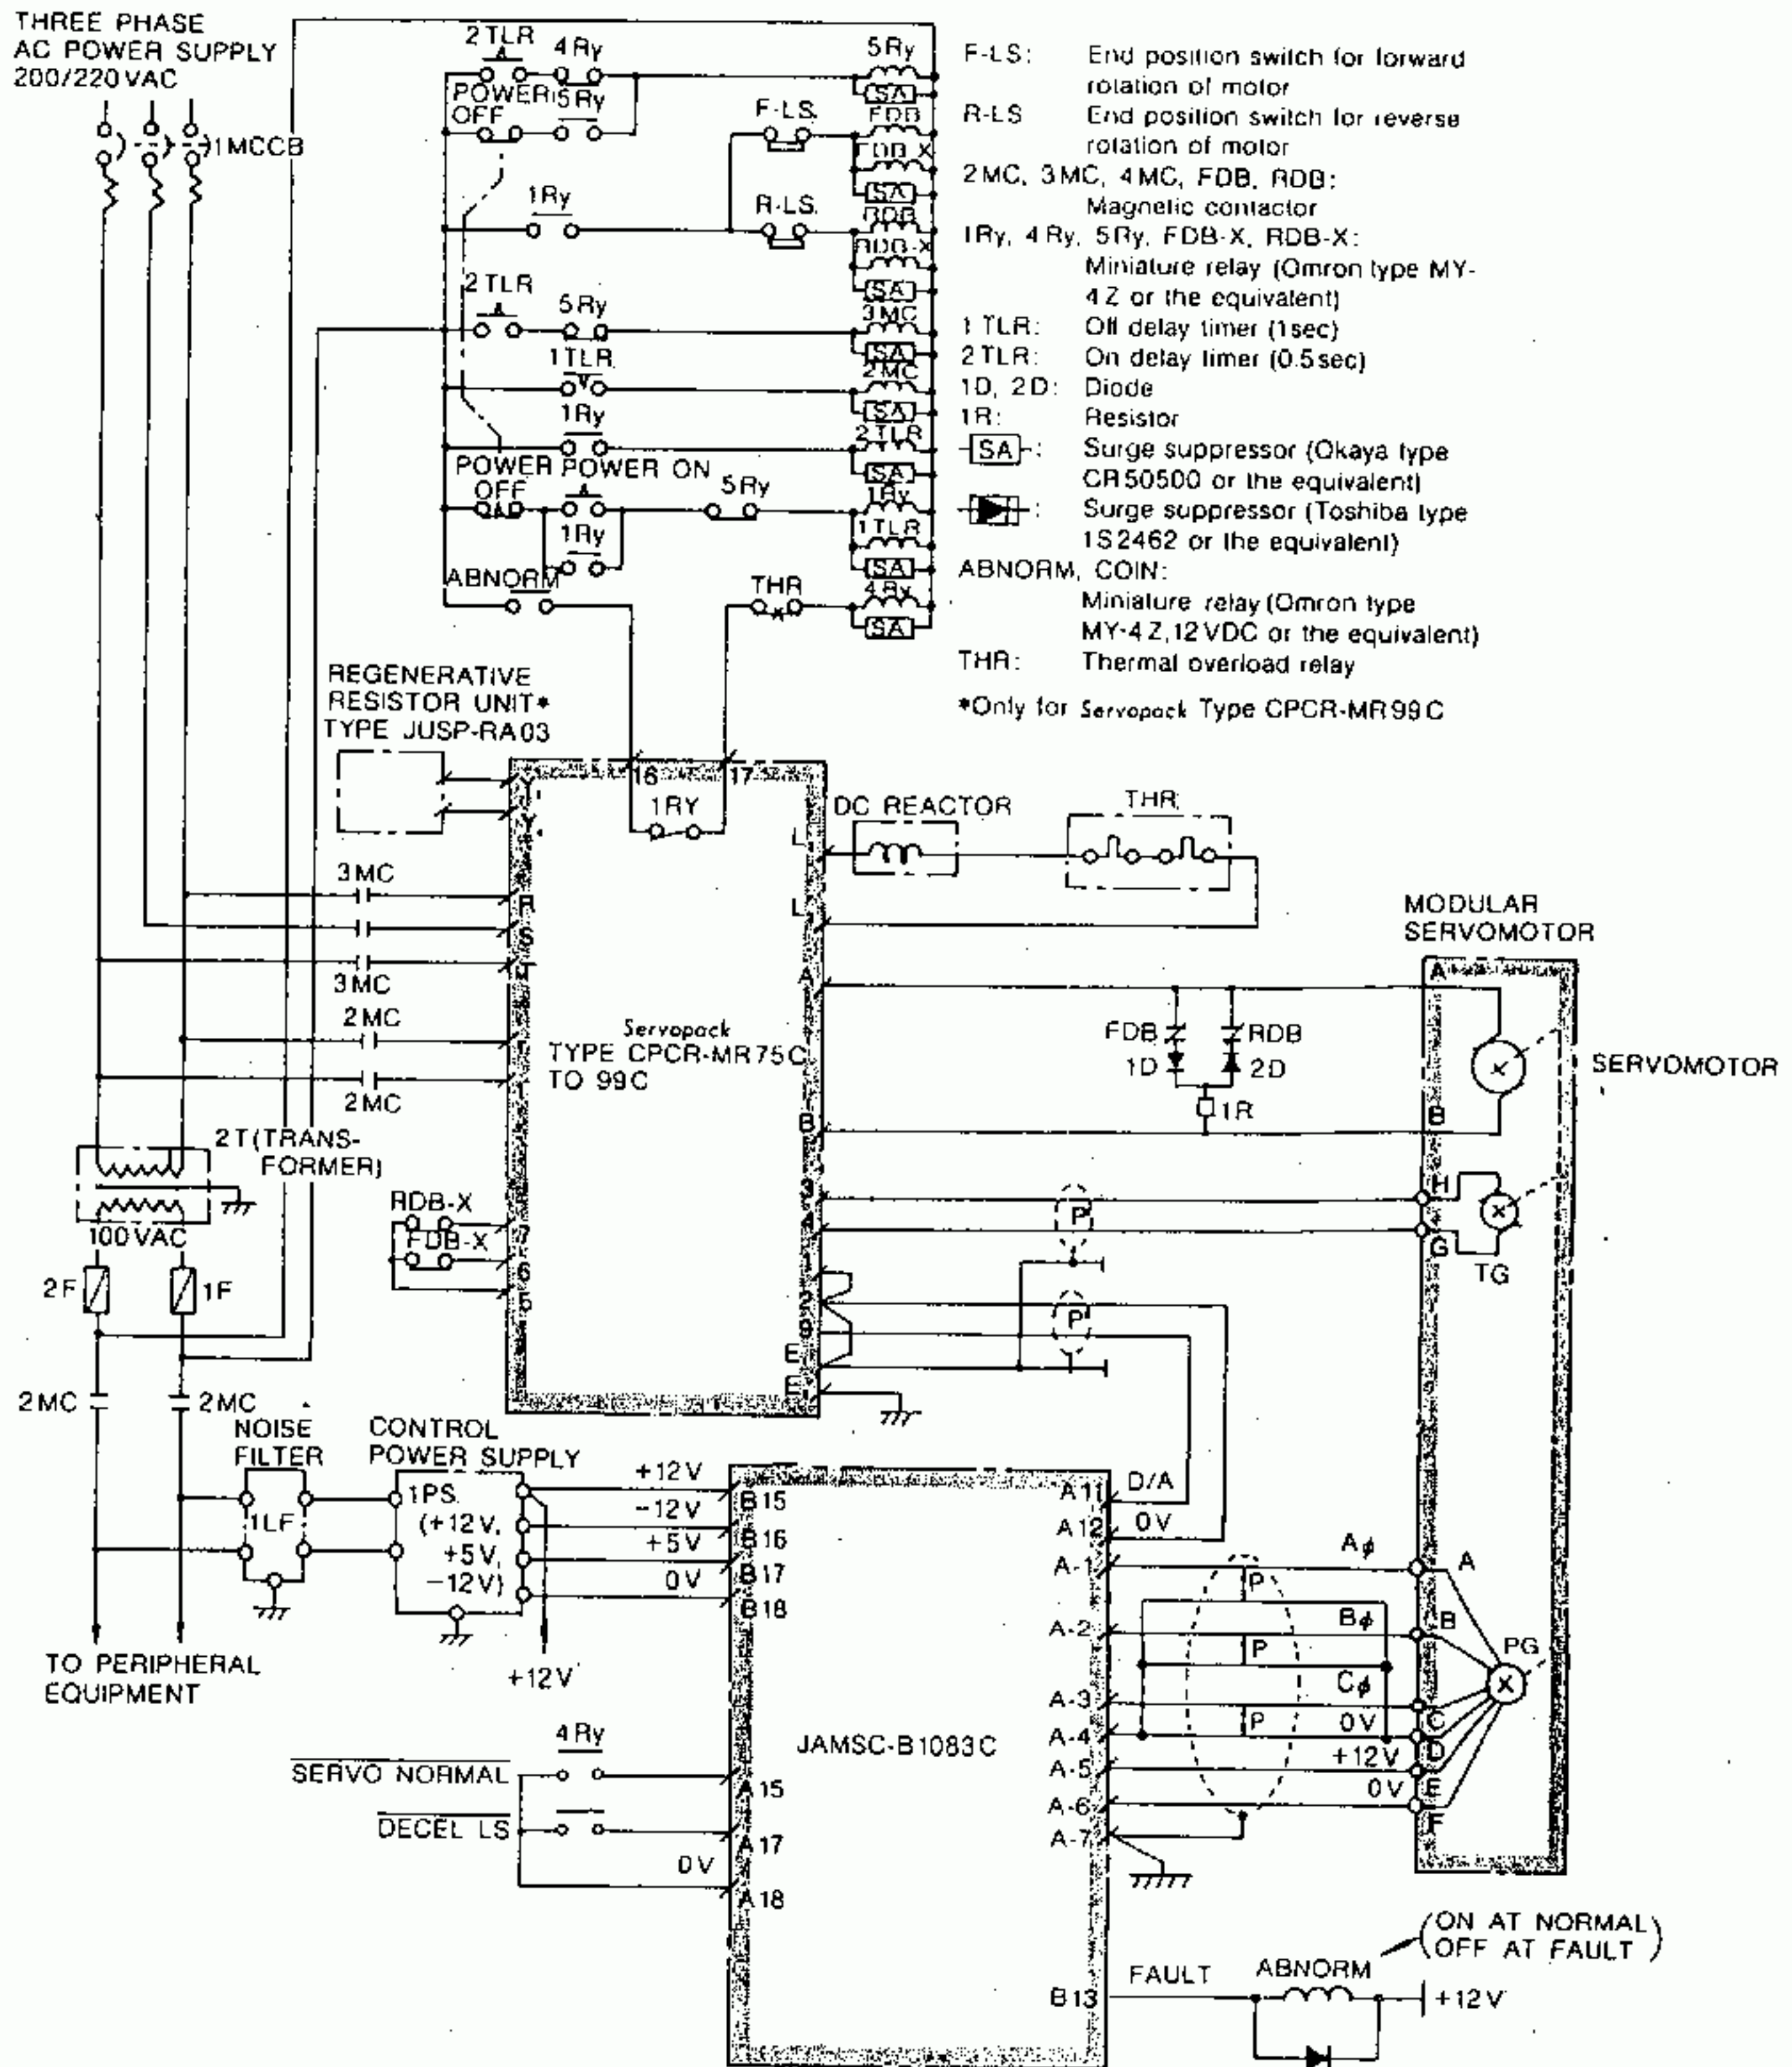 THREE PHASE
AC POWER SUPPLY
200/220VAC
1MCCB
2TLR
4Ry
5Ry
SA
POWER
OFF
5Ry
F-LS.
FDB
FDB-X
SA
1Ry
R-LS.
RDB
RDB-X
SA
2TLR
5Ry
3MC
SA
1TLR
2MC
SA
1Ry
2TLR
SA
POWER
OFF
POWER ON
5Ry
1Ry
1Ry
1TLR
SA
ABNORM
THR
4Ry
SA
F-LS: End position switch for forward
rotation of motor
R-LS End position switch for reverse
rotation of motor
2MC, 3MC, 4MC, FDB, RDB:
Magnetic contactor
1Ry, 4Ry, 5Ry, FDB-X, RDB-X:
Miniature relay (Omron type MY-
4Z or the equivalent)
1TLR: Off delay timer (1sec)
2TLR: On delay timer (0.5sec)
1D, 2D: Diode
1R: Resistor
SA : Surge suppressor (Okaya type
CR50500 or the equivalent)
: Surge suppressor (Toshiba type
1S2462 or the equivalent)
ABNORM, COIN:
Miniature relay (Omron type
MY-4Z,12VDC or the equivalent)
THR: Thermal overload relay
*Only for Servopack Type CPCR-MR99C
REGENERATIVE
RESISTOR UNIT*
TYPE JUSP-RA03
16
17
1RY
Y
Y
DC REACTOR
THR
L
L
3MC
R
S
T
3MC
2MC
r
t
2MC
Servopack
TYPE CPCR-MR75C
TO 99C
A
B
FDB
RDB
1D
2D
1R
MODULAR
SERVOMOTOR
A
B
SERVOMOTOR
2T(TRANS-
FORMER)
100VAC
2F
1F
RDB-X
FDB-X
7
6
5
3
4
1
2
9
E
E
P
P
H
G
TG
2MC
2MC
NOISE
FILTER
1LF
CONTROL
POWER SUPPLY
1PS.
(+12V,
+5V,
-12V)
+12V
-12V
+5V
0V
+12V
TO PERIPHERAL
EQUIPMENT
B15
B16
B17
B18
JAMSC-B1083C
A11
D/A
A12
0V
A-1
Aϕ
A
P
A-2
Bϕ
B
P
PG
A-3
Cϕ
C
P
A-4
0V
D
A-5
+12V
E
A-6
0V
F
A-7
SERVO NORMAL
4Ry
A15
DECEL LS
A17
0V
A18
B13
FAULT
ABNORM
(ON AT NORMAL)
(OFF AT FAULT)
+12V